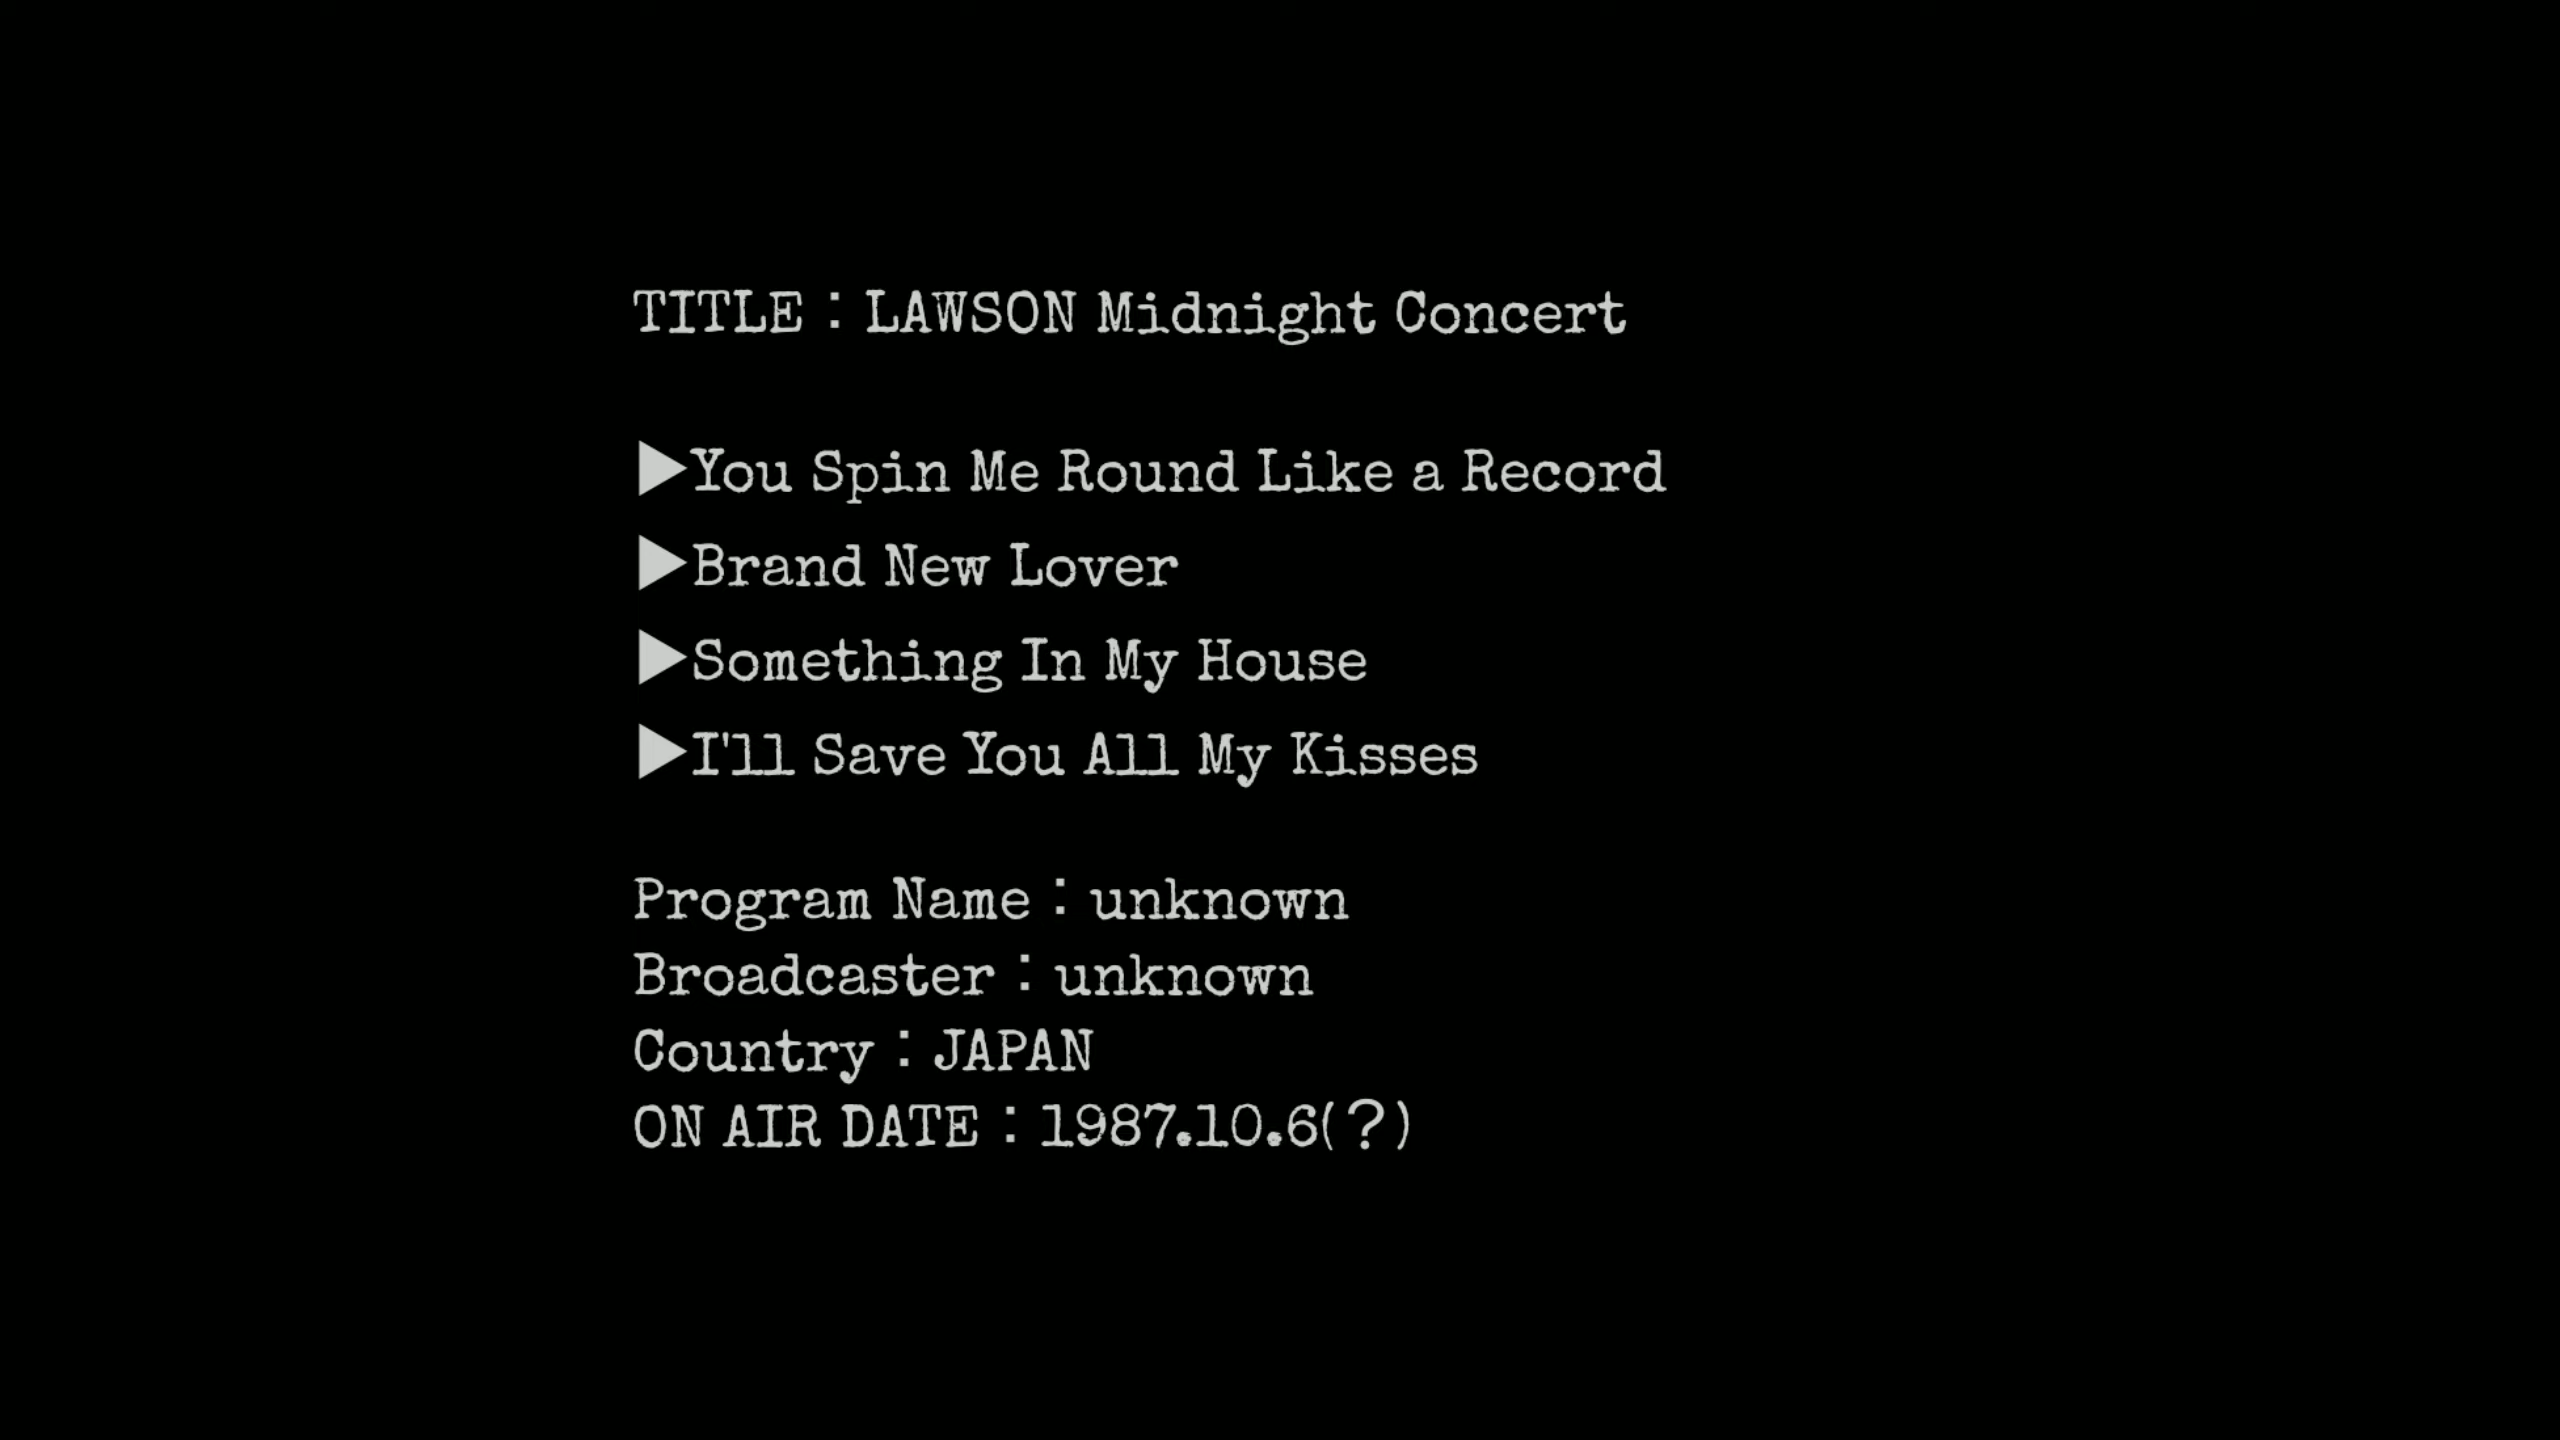 TITLE : LAWSON Midnight Concert
▶You Spin Me Round Like a Record
▶Brand New Lover
▶Something In My House
▶I'll Save You All My Kisses
Program Name : unknown
Broadcaster : unknown
Country : JAPAN
ON AIR DATE : 1987.10.6(?)